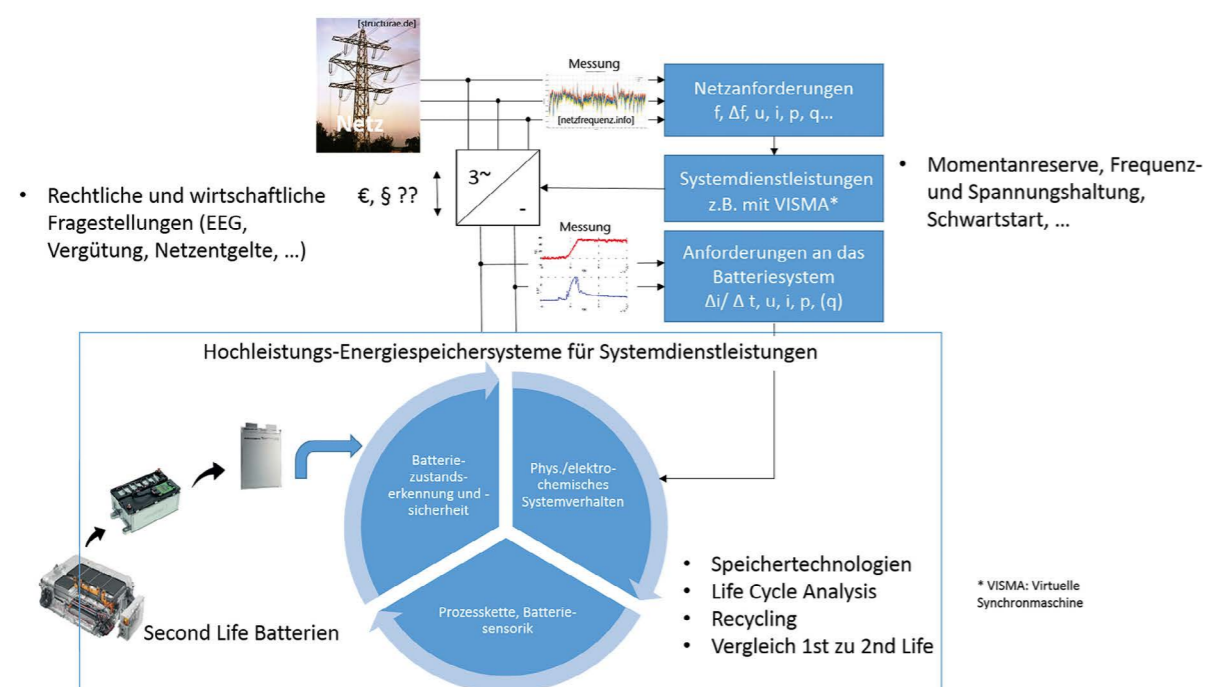 [structurae.de]
Netz
Messung
[netzfrequenz.info]
Netzanforderungen
f, Δf, u, i, p, q...
• Rechtliche und wirtschaftliche
Fragestellungen (EEG,
Vergütung, Netzentgelte, ...)
€, § ??
3~
-
Systemdienstleistungen
z.B. mit VISMA*
• Momentanreserve, Frequenz-
und Spannungshaltung,
Schwartstart, ...
Messung
Anforderungen an das
Batteriesystem
Δi/ Δ t, u, i, p, (q)
Hochleistungs-Energiespeichersysteme für Systemdienstleistungen
Batterie-
zustands-
erkennung und -
sicherheit
Phys./elektro-
chemisches
Systemverhalten
Prozesskette, Batterie-
sensorik
Second Life Batterien
• Speichertechnologien
• Life Cycle Analysis
• Recycling
• Vergleich 1st zu 2nd Life
* VISMA: Virtuelle
Synchronmaschine